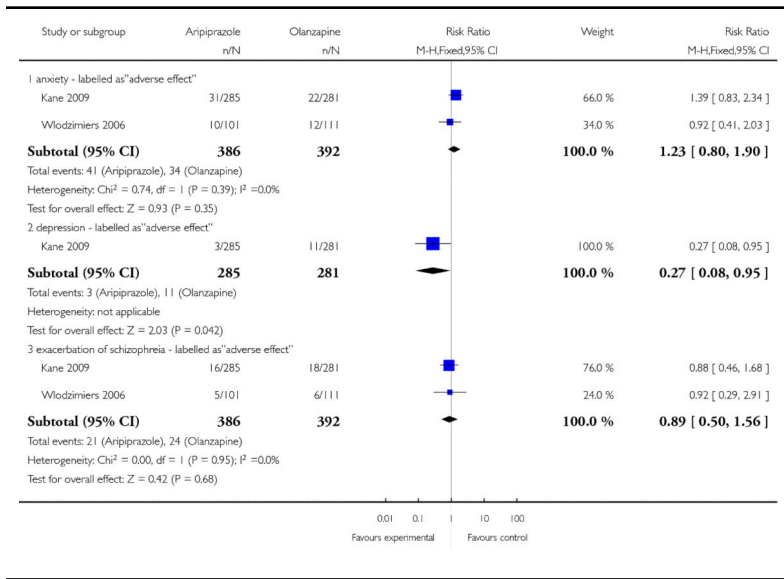 Study or subgroup Aripiprazole Olanzapine Risk Ratio Weight Risk Ratio
n/N n/N M-H,Fixed,95% CI M-H,Fixed,95% CI
1 anxiety - labelled as"adverse effect"
Kane 2009 31/285 22/281 66.0 % 1.39 [ 0.83, 2.34 ]
Wlodzimiers 2006 10/101 12/111 34.0 % 0.92 [ 0.41, 2.03 ]
Subtotal (95% CI) 386 392 100.0 % 1.23 [ 0.80, 1.90 ]
Total events: 41 (Aripiprazole), 34 (Olanzapine)
Heterogeneity: Chi² = 0.74, df = 1 (P = 0.39); I² =0.0%
Test for overall effect: Z = 0.93 (P = 0.35)
2 depression - labelled as"adverse effect"
Kane 2009 3/285 11/281 100.0 % 0.27 [ 0.08, 0.95 ]
Subtotal (95% CI) 285 281 100.0 % 0.27 [ 0.08, 0.95 ]
Total events: 3 (Aripiprazole), 11 (Olanzapine)
Heterogeneity: not applicable
Test for overall effect: Z = 2.03 (P = 0.042)
3 exacerbation of schizophreia - labelled as"adverse effect"
Kane 2009 16/285 18/281 76.0 % 0.88 [ 0.46, 1.68 ]
Wlodzimiers 2006 5/101 6/111 24.0 % 0.92 [ 0.29, 2.91 ]
Subtotal (95% CI) 386 392 100.0 % 0.89 [ 0.50, 1.56 ]
Total events: 21 (Aripiprazole), 24 (Olanzapine)
Heterogeneity: Chi² = 0.00, df = 1 (P = 0.95); I² =0.0%
Test for overall effect: Z = 0.42 (P = 0.68)
0.01 0.1 1 10 100
Favours experimental Favours control